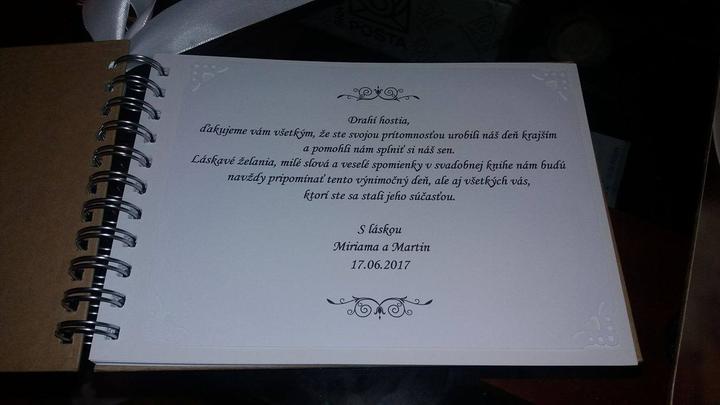 POŠTA
Drahí hostia,
ďakujeme vám všetkým, že ste svojou prítomnosťou urobili náš deň krajším
a pomohli nám splniť si náš sen.
Láskavé želania, milé slová a veselé spomienky v svadobnej knihe nám budú
navždy pripomínať tento výnimočný deň, ale aj všetkých vás,
ktorí ste sa stali jeho súčasťou.
S láskou
Miriama a Martin
17.06.2017